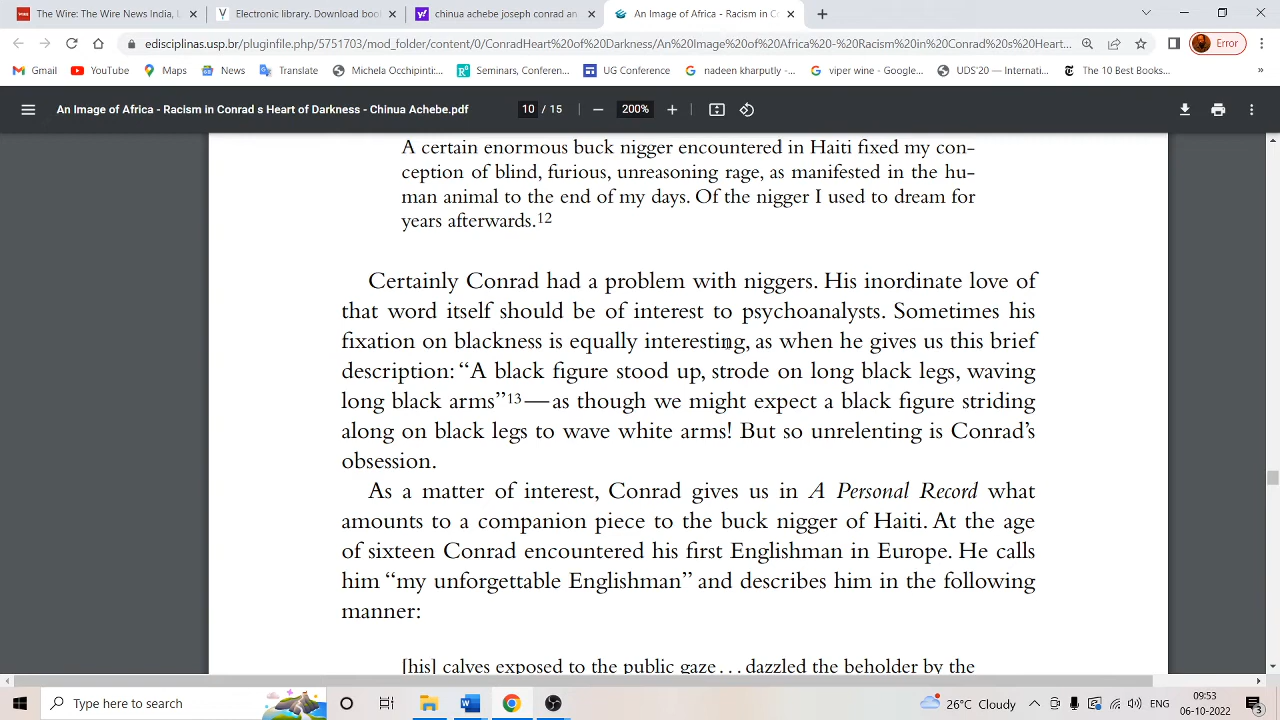 The Wire: The Wire News India, L
Electronic library. Download boo
chinua achebe joseph conrad an
An Image of Africa - Racism in Co
edisciplinas.usp.br/pluginfile.php/5751703/mod_folder/content/0/ConradHeart%20of%20Darkness/An%20Image%20of%20Africa%20-%20Racism%20in%20Conrad%20s%20Heart...
Error
Gmail
YouTube
Maps
News
Translate
Michela Occhipinti:...
Seminars, Conferen...
UG Conference
nadeen kharputly -...
viper wine - Google...
UDS'20 — Internati...
The 10 Best Books...
»
An Image of Africa - Racism in Conrad s Heart of Darkness - Chinua Achebe.pdf
10 / 15
200%
A certain enormous buck nigger encountered in Haiti fixed my con-
ception of blind, furious, unreasoning rage, as manifested in the hu-
man animal to the end of my days. Of the nigger I used to dream for
years afterwards.12
Certainly Conrad had a problem with niggers. His inordinate love of
that word itself should be of interest to psychoanalysts. Sometimes his
fixation on blackness is equally interesting, as when he gives us this brief
description: “A black figure stood up, strode on long black legs, waving
long black arms”13—as though we might expect a black figure striding
along on black legs to wave white arms! But so unrelenting is Conrad’s
obsession.
As a matter of interest, Conrad gives us in A Personal Record what
amounts to a companion piece to the buck nigger of Haiti. At the age
of sixteen Conrad encountered his first Englishman in Europe. He calls
him “my unforgettable Englishman” and describes him in the following
manner:
[his] calves exposed to the public gaze . . . dazzled the beholder by the
Type here to search
26°C Cloudy
ENG
09:53
06-10-2022
3